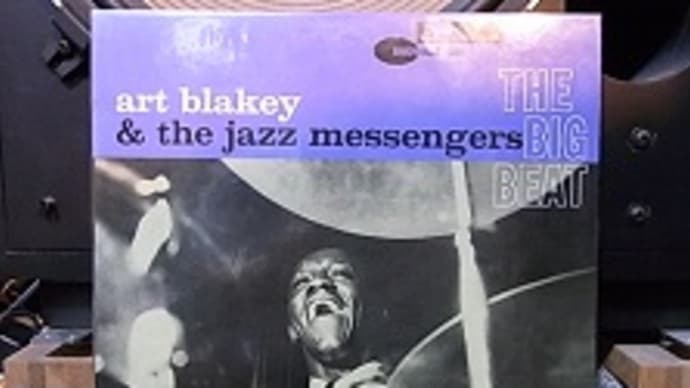 art blakey
& the jazz messengers
THE
BIG
BEAT